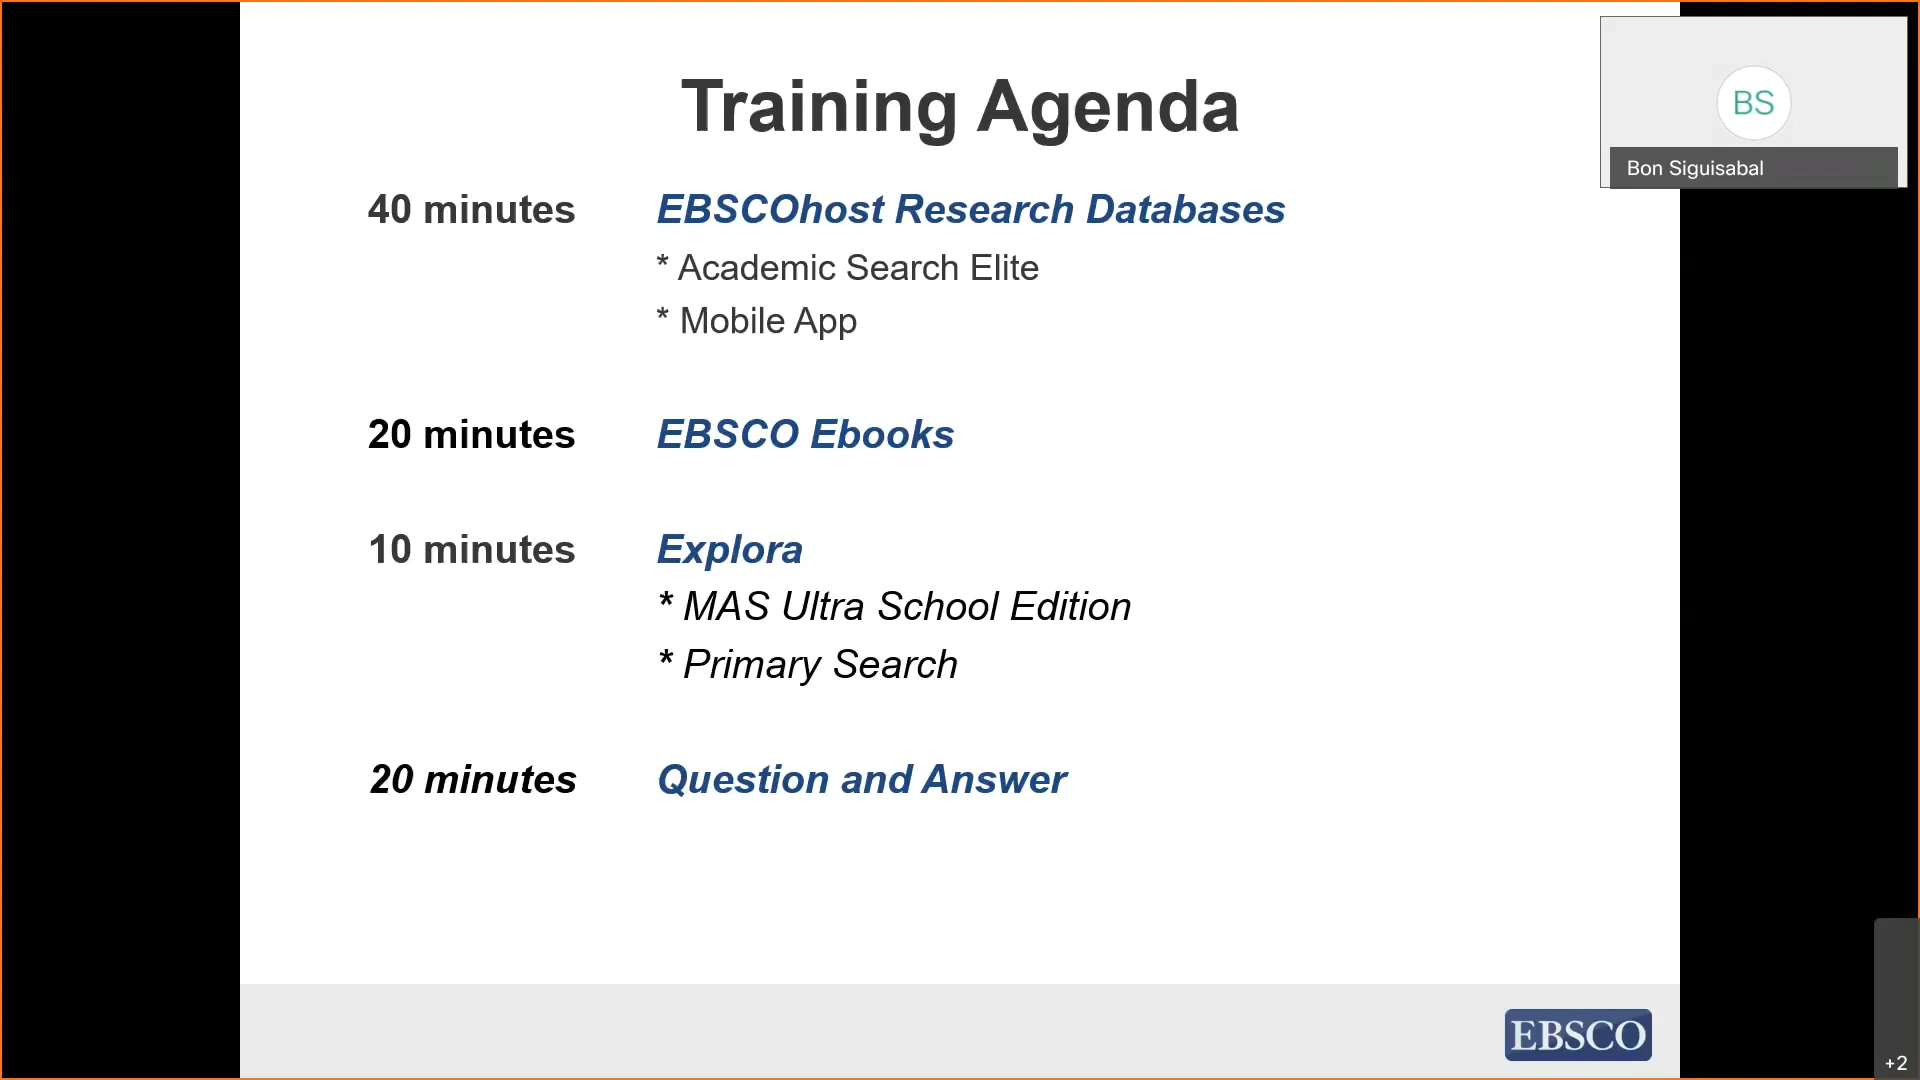 Training Agenda
BS
Bon Siguisabal
40 minutes EBSCOhost Research Databases
* Academic Search Elite
* Mobile App
20 minutes EBSCO Ebooks
10 minutes Explora
* MAS Ultra School Edition
* Primary Search
20 minutes Question and Answer
EBSCO
+2